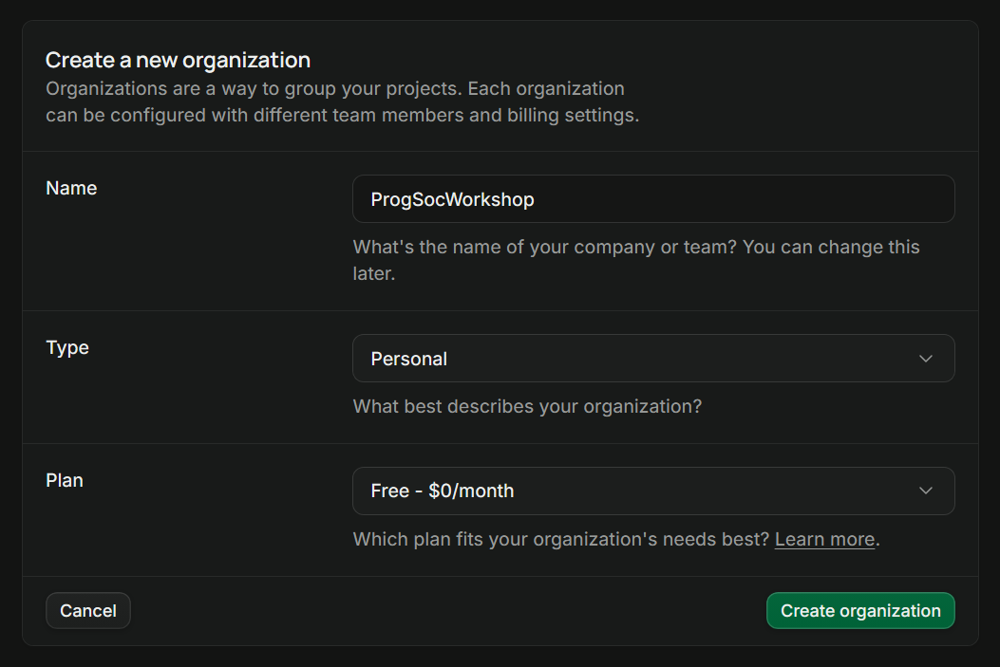 Create a new organization
Organizations are a way to group your projects. Each organization
can be configured with different team members and billing settings.
Name
ProgSocWorkshop
What's the name of your company or team? You can change this
later.
Type
Personal
What best describes your organization?
Plan
Free - $0/month
Which plan fits your organization's needs best? Learn more.
Cancel
Create organization